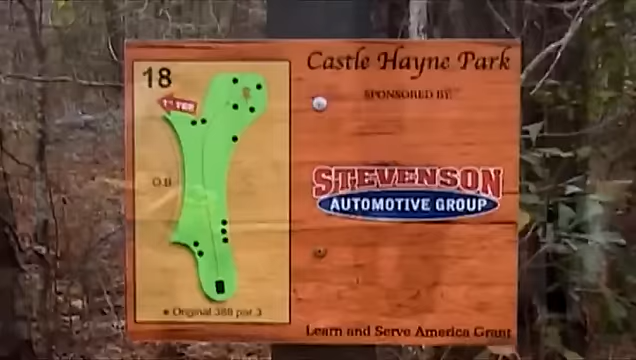 18
Castle Hayne Park
SPONSORED BY:
1st TEE
O.B
STEVENSON
AUTOMOTIVE GROUP
Original 388 par 3
Learn and Serve America Grant